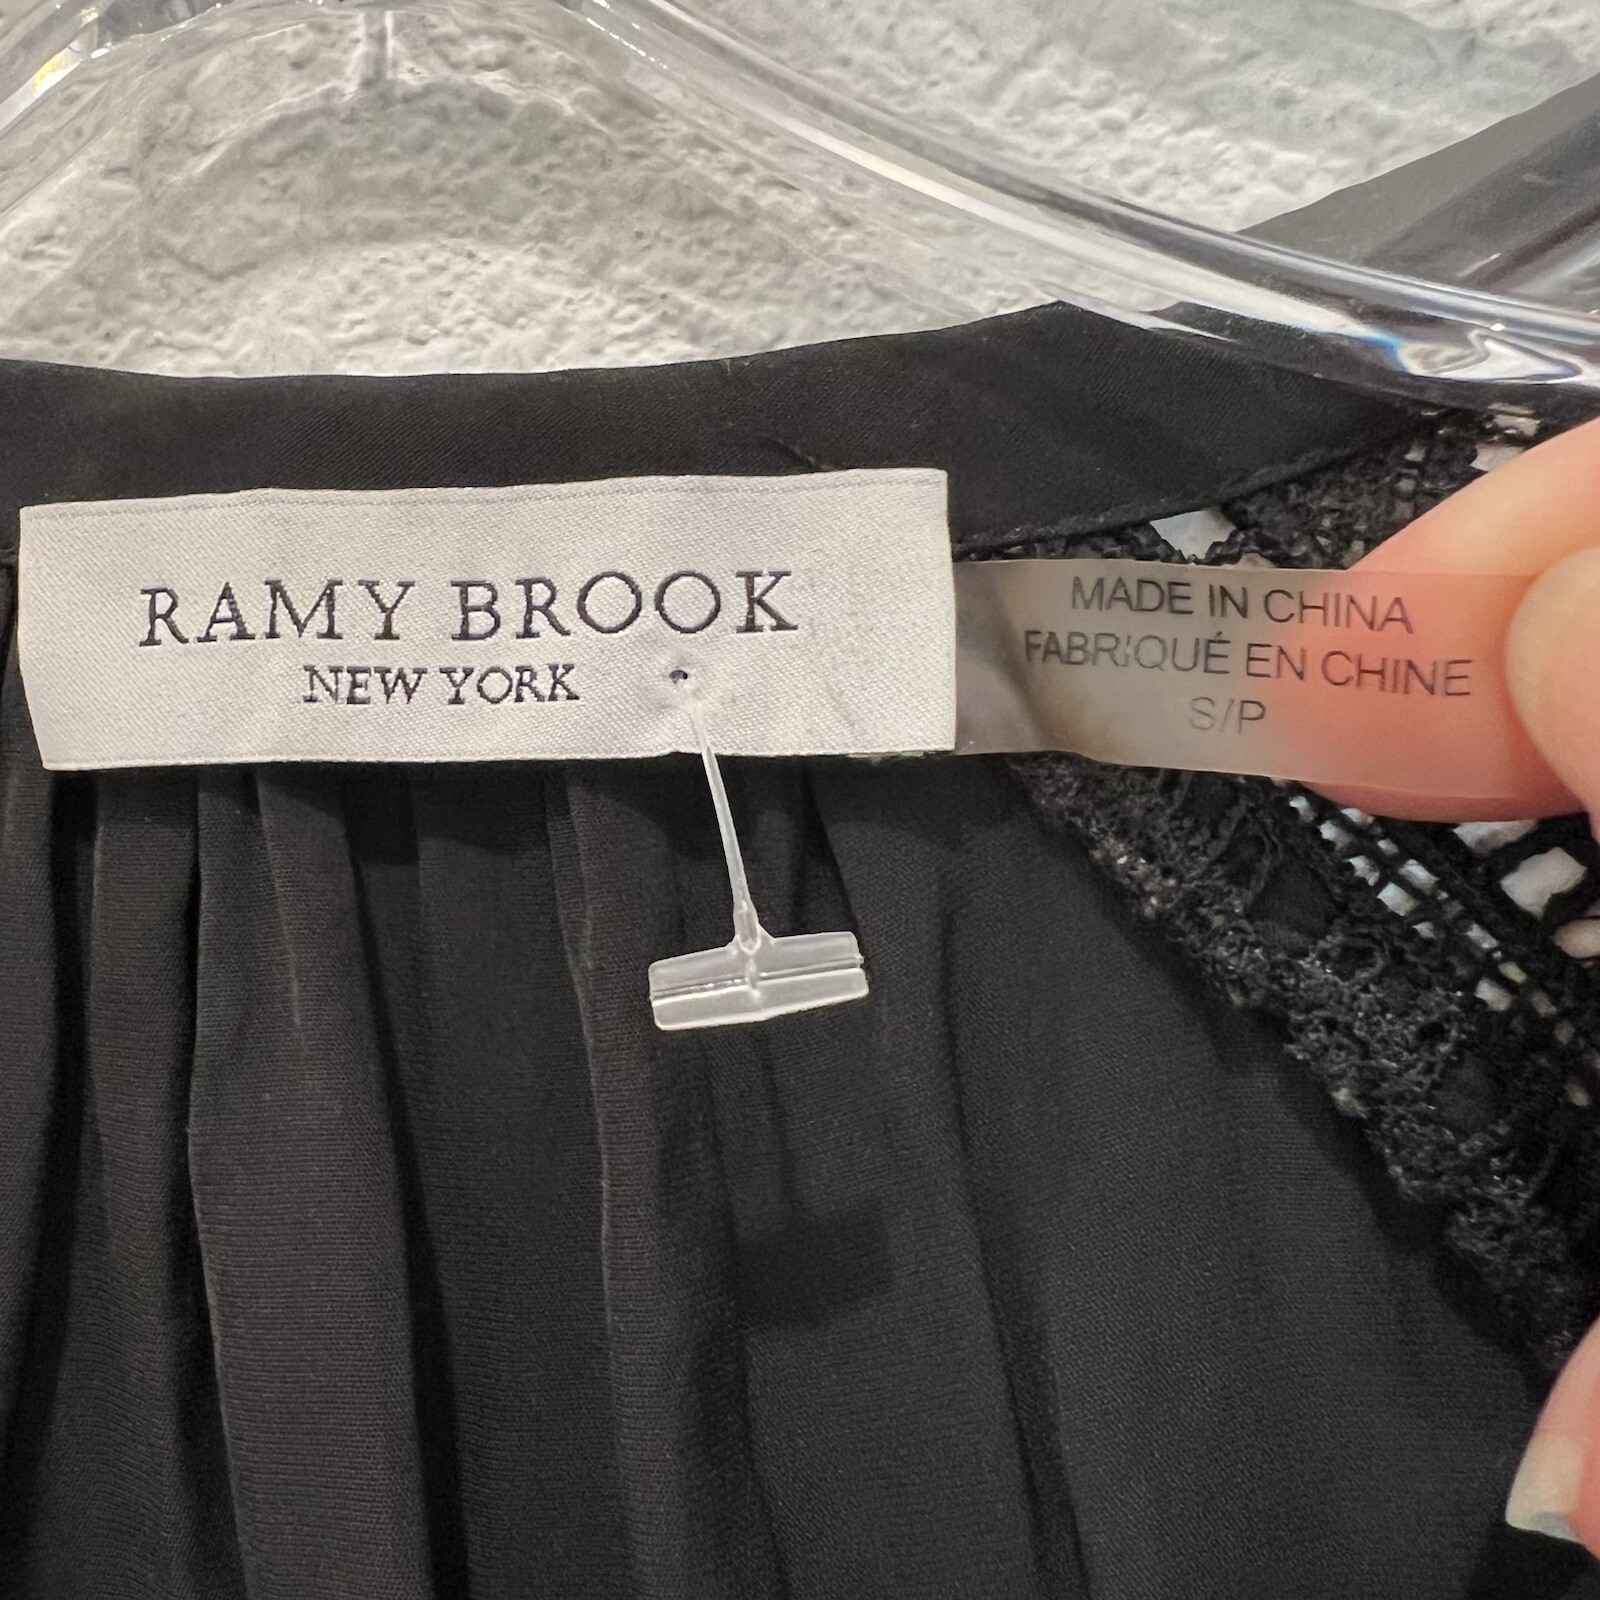 RAMY BROOK
NEW YORK
MADE IN CHINA
FABRIQUÉ EN CHINE
S/P